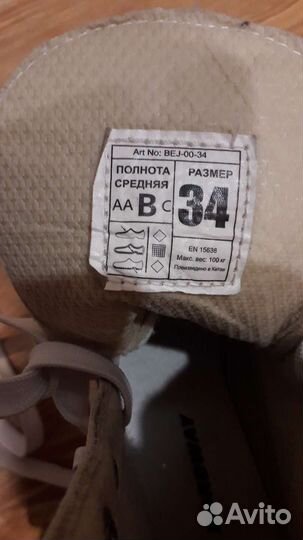 Art No: BEJ-00-34
ПОЛНОТА
СРЕДНЯЯ
AA B C
РАЗМЕР
34
EN 15638
Макс. вес: 100 кг
Произведено в Китае
Avito